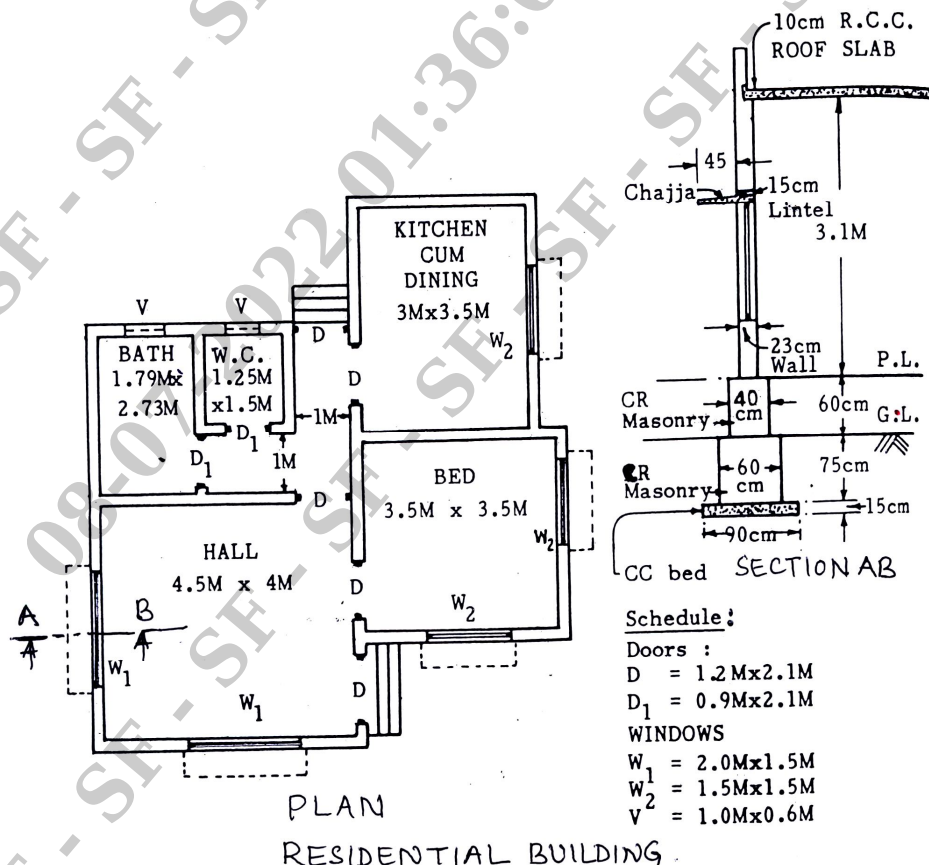 08-07-2022 01:36:0
SF - SF - SF - SF
10cm R.C.C.
ROOF SLAB
45
Chajja
15cm
Lintel
3.1M
23cm
Wall
P.L.
CR
Masonry
40
cm
60cm
G.L.
CR
Masonry
60
cm
75cm
15cm
90cm
CC bed
SECTION AB
KITCHEN
CUM
DINING
3Mx3.5M
W2
V
V
D
BATH
1.79Mx
2.73M
W.C.
1.25M
x1.5M
D
1M
D1
D1
1M
D
BED
3.5M x 3.5M
W2
HALL
4.5M x 4M
D
W2
A
B
W1
D
W1
PLAN
RESIDENTIAL BUILDING
Schedule:
Doors :
D = 1.2Mx2.1M
D1 = 0.9Mx2.1M
WINDOWS
W1 = 2.0Mx1.5M
W2 = 1.5Mx1.5M
V = 1.0Mx0.6M